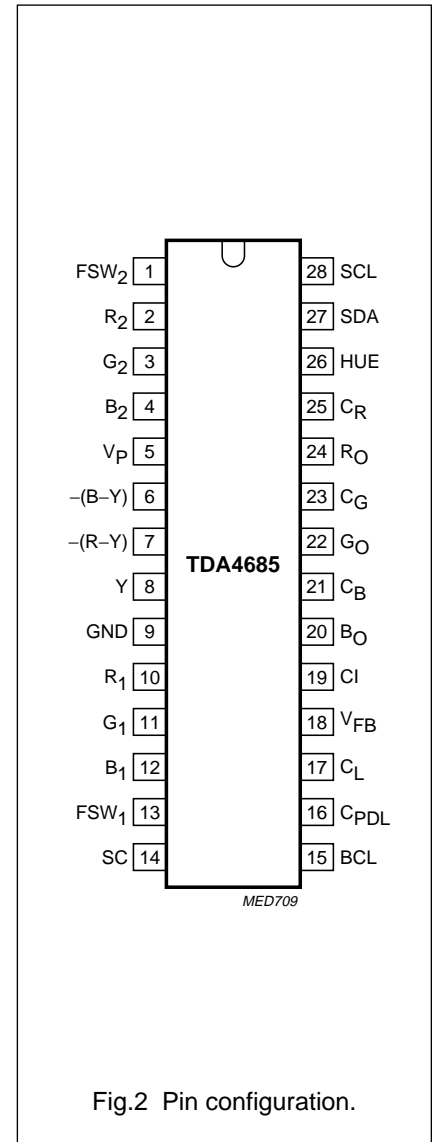 FSW2 1 28 SCL
R2 2 27 SDA
G2 3 26 HUE
B2 4 25 CR
VP 5 24 RO
−(B−Y) 6 23 CG
−(R−Y) 7 22 GO
TDA4685
Y 8 21 CB
GND 9 20 BO
R1 10 19 CI
G1 11 18 VFB
B1 12 17 CL
FSW1 13 16 CPDL
SC 14 15 BCL
MED709
Fig.2 Pin configuration.